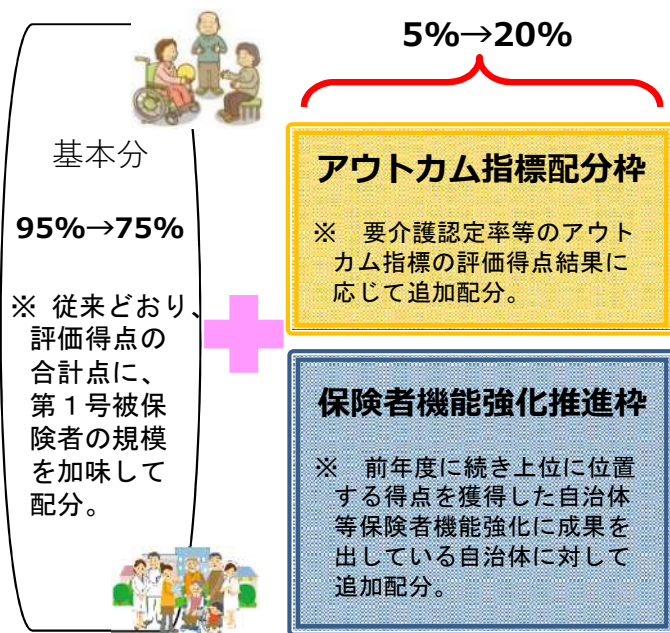 基本分
95%→75%
※ 従来どおり、
評価得点の
合計点に、
第1号被保
険者の規模
を加味して
配分。
5%→20%
アウトカム指標配分枠
※ 要介護認定率等のアウト
カム指標の評価得点結果に
応じて追加配分。
保険者機能強化推進枠
※ 前年度に続き上位に位置
する得点を獲得した自治体
等保険者機能強化に成果を
出している自治体に対して
追加配分。